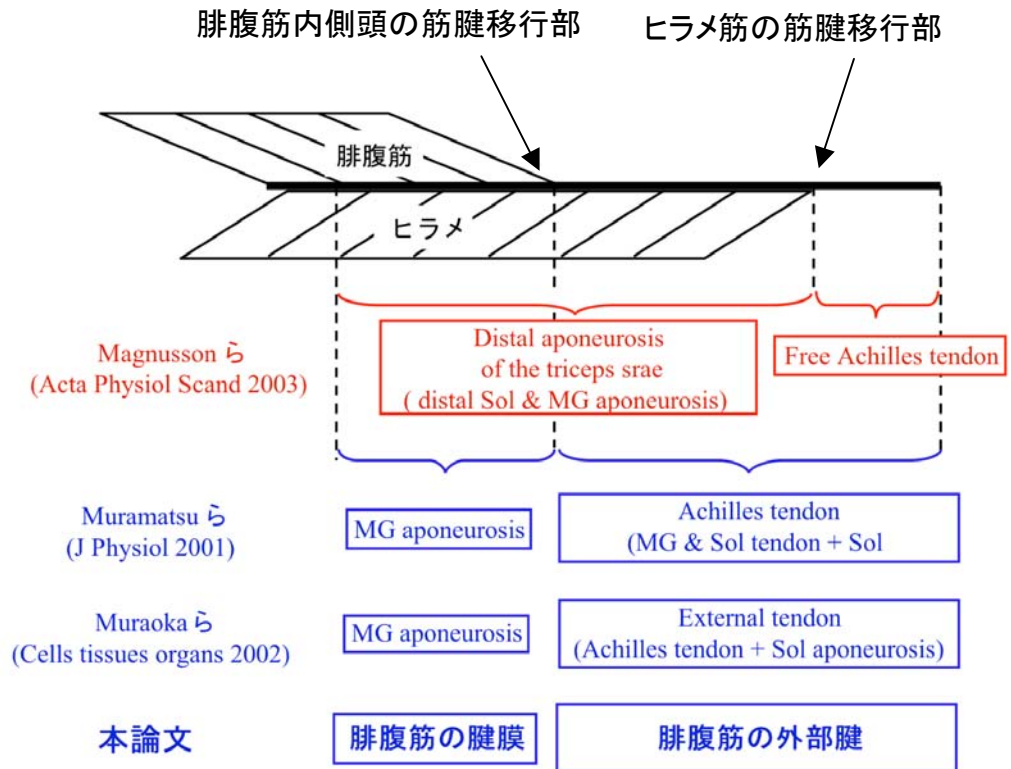 腓腹筋内側頭の筋腱移行部
ヒラメ筋の筋腱移行部
腓腹筋
ヒラメ
Magnusson ら
(Acta Physiol Scand 2003)
Distal aponeurosis
of the triceps srae
( distal Sol & MG aponeurosis)
Free Achilles tendon
Muramatsu ら
(J Physiol 2001)
MG aponeurosis
Achilles tendon
(MG & Sol tendon + Sol
Muraoka ら
(Cells tissues organs 2002)
MG aponeurosis
External tendon
(Achilles tendon + Sol aponeurosis)
本論文
腓腹筋の腱膜
腓腹筋の外部腱